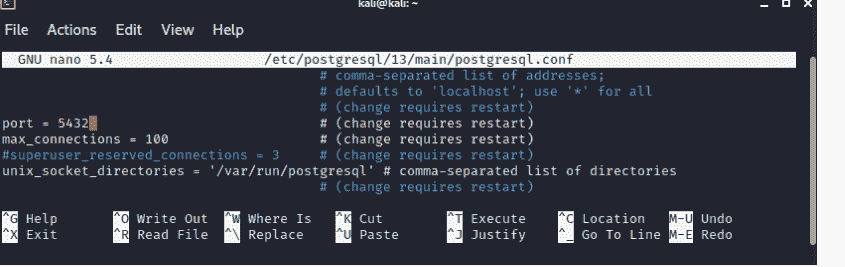 kali@kali: ~
File Actions Edit View Help
GNU nano 5.4 /etc/postgresql/13/main/postgresql.conf
# comma-separated list of addresses;
# defaults to 'localhost'; use '*' for all
# (change requires restart)
port = 5432 # (change requires restart)
max_connections = 100 # (change requires restart)
#superuser_reserved_connections = 3 # (change requires restart)
unix_socket_directories = '/var/run/postgresql' # comma-separated list of directories
# (change requires restart)
^G Help ^O Write Out ^W Where Is ^K Cut ^T Execute ^C Location M-U Undo
^X Exit ^R Read File ^\ Replace ^U Paste ^J Justify ^_ Go To Line M-E Redo